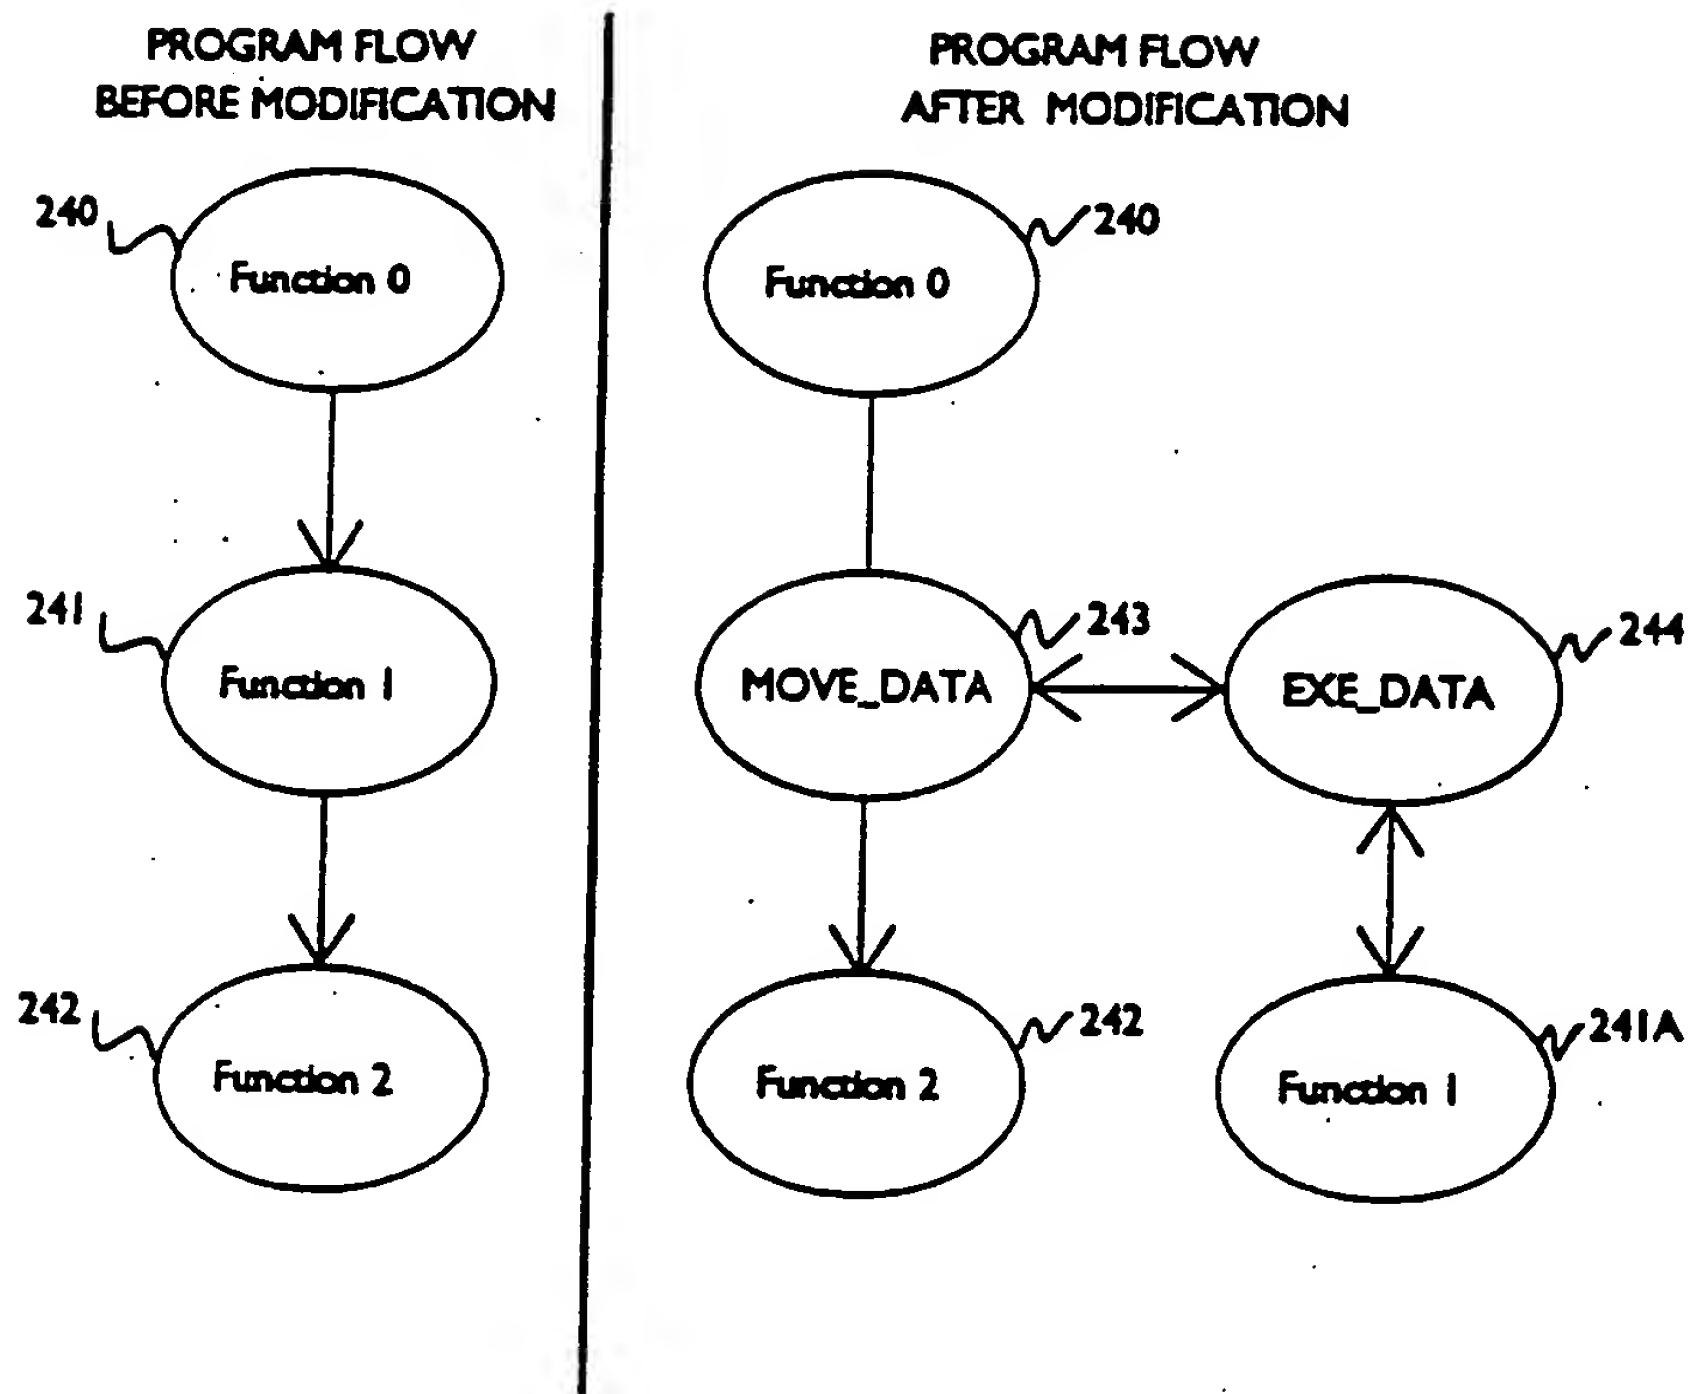 PROGRAM FLOW
BEFORE MODIFICATION
240
Function 0
241
Function 1
242
Function 2
PROGRAM FLOW
AFTER MODIFICATION
240
Function 0
243
MOVE_DATA
244
EXE_DATA
242
Function 2
241A
Function 1